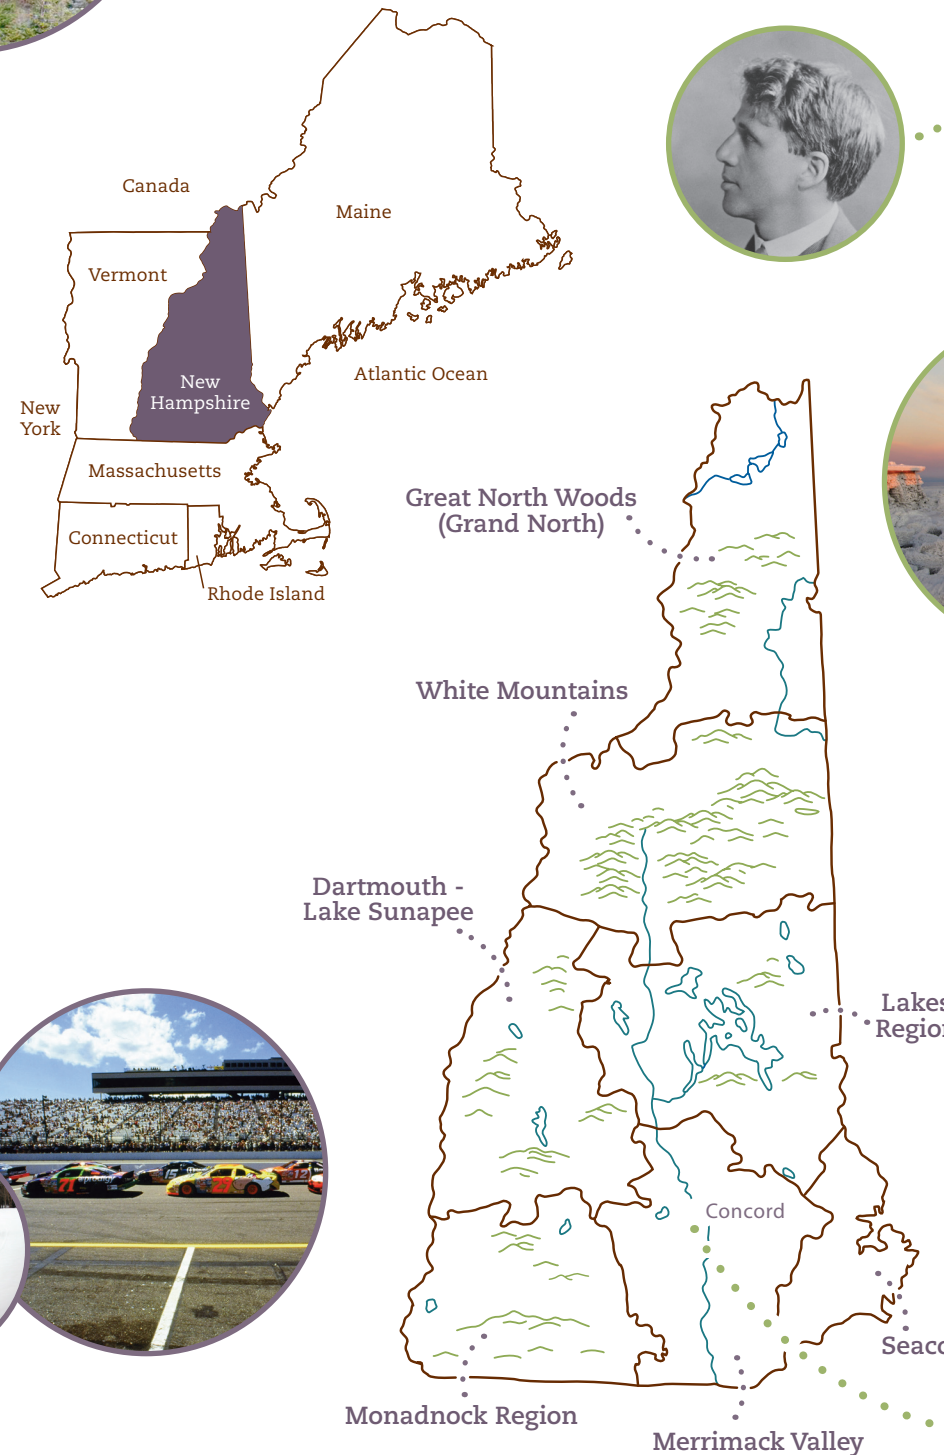 Canada
Maine
Vermont
New
Hampshire
Atlantic Ocean
New
York
Massachusetts
Connecticut
Rhode Island
Great North Woods
(Grand North)
White Mountains
Dartmouth -
Lake Sunapee
Lakes
Region
Concord
Seaco
Monadnock Region
Merrimack Valley